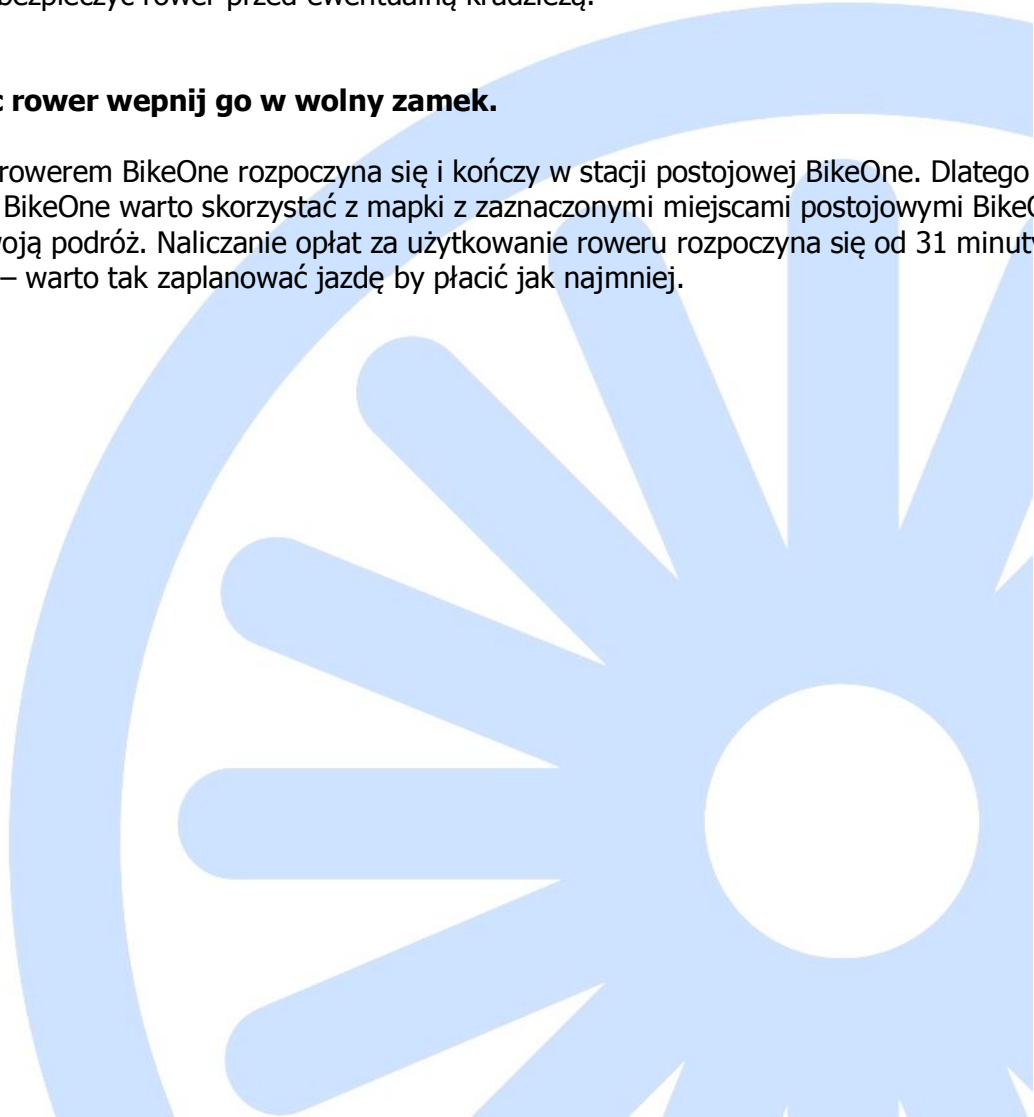 rower przed ewentualną kradzieżą.
rower wepnij go w wolny zamek.
rowerem BikeOne rozpoczyna się i kończy w stacji postojowej BikeOne. Dlatego
BikeOne warto skorzystać z mapki z zaznaczonymi miejscami postojowymi
podróż. Naliczanie opłat za użytkowanie roweru rozpoczyna się od 31 minuty
– warto tak zaplanować jazdę by płacić jak najmniej.